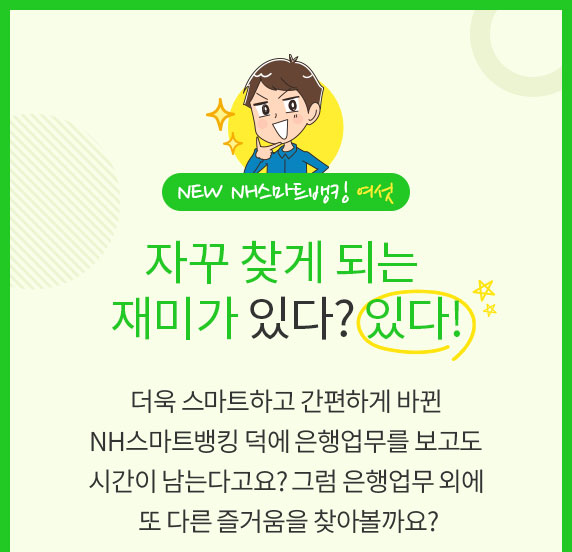 NEW NH스마트뱅킹 여섯
자꾸 찾게 되는
재미가 있다? 있다!
더욱 스마트하고 간편하게 바뀐
NH스마트뱅킹 덕에 은행업무를 보고도
시간이 남는다고요? 그럼 은행업무 외에
또 다른 즐거움을 찾아볼까요?